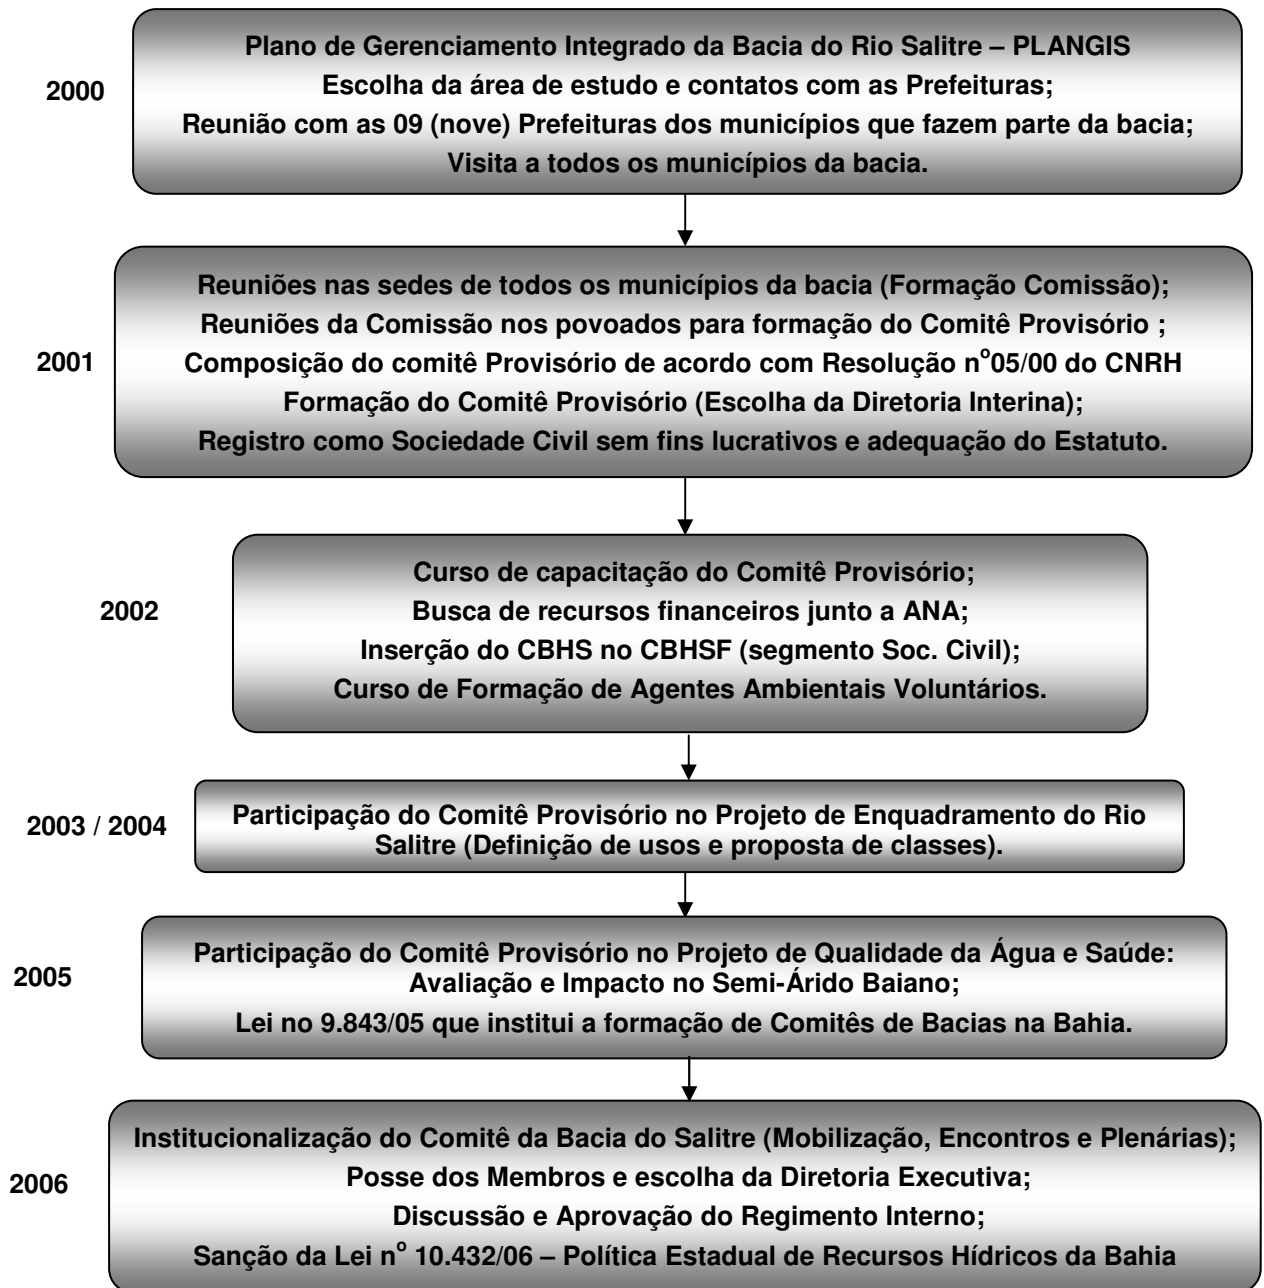 Plano de Gerenciamento Integrado da Bacia do Rio Salitre – PLANGIS
2000
Escolha da área de estudo e contatos com as Prefeituras;
Reunião com as 09 (nove) Prefeituras dos municípios que fazem parte da bacia;
Visita a todos os municípios da bacia.
Reuniões nas sedes de todos os municípios da bacia (Formação Comissão);
Reuniões da Comissão nos povoados para formação do Comitê Provisório ;
2001
Composição do comitê Provisório de acordo com Resolução nº05/00 do CNRH
Formação do Comitê Provisório (Escolha da Diretoria Interina);
Registro como Sociedade Civil sem fins lucrativos e adequação do Estatuto.
Curso de capacitação do Comitê Provisório;
2002
Busca de recursos financeiros junto a ANA;
Inserção do CBHS no CBHSF (segmento Soc. Civil);
Curso de Formação de Agentes Ambientais Voluntários.
2003 / 2004
Participação do Comitê Provisório no Projeto de Enquadramento do Rio
Salitre (Definição de usos e proposta de classes).
2005
Participação do Comitê Provisório no Projeto de Qualidade da Água e Saúde:
Avaliação e Impacto no Semi-Árido Baiano;
Lei no 9.843/05 que institui a formação de Comitês de Bacias na Bahia.
Institucionalização do Comitê da Bacia do Salitre (Mobilização, Encontros e Plenárias);
2006
Posse dos Membros e escolha da Diretoria Executiva;
Discussão e Aprovação do Regimento Interno;
Sanção da Lei nº 10.432/06 – Política Estadual de Recursos Hídricos da Bahia